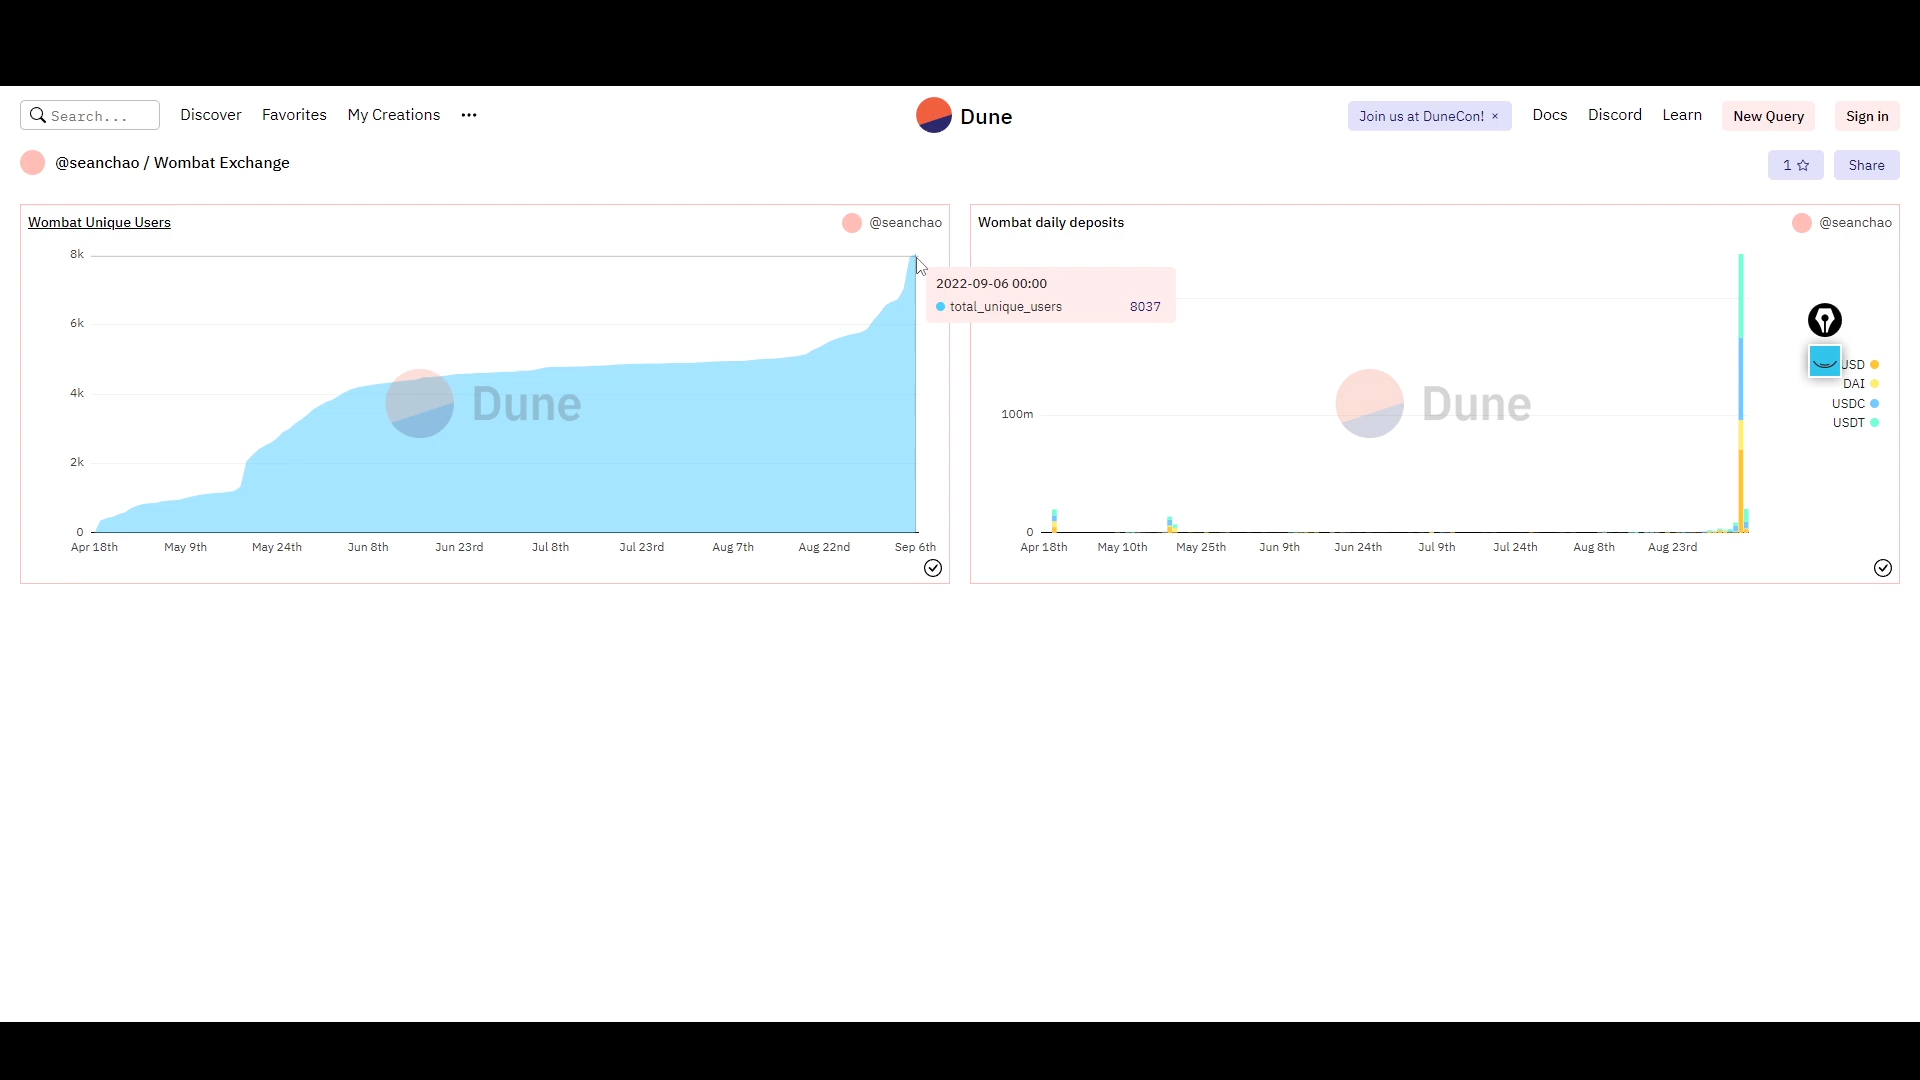 Search...
Discover
Favorites
My Creations
Dune
Join us at DuneCon! ×
Docs
Discord
Learn
New Query
Sign in
@seanchao / Wombat Exchange
1
Share
Wombat Unique Users
@seanchao
8k
6k
4k
2k
0
Dune
Apr 18th
May 9th
May 24th
Jun 8th
Jun 23rd
Jul 8th
Jul 23rd
Aug 7th
Aug 22nd
Sep 6th
2022-09-06 00:00
total_unique_users 8037
Wombat daily deposits
@seanchao
100m
0
Dune
USD
DAI
USDC
USDT
Apr 18th
May 10th
May 25th
Jun 9th
Jun 24th
Jul 9th
Jul 24th
Aug 8th
Aug 23rd